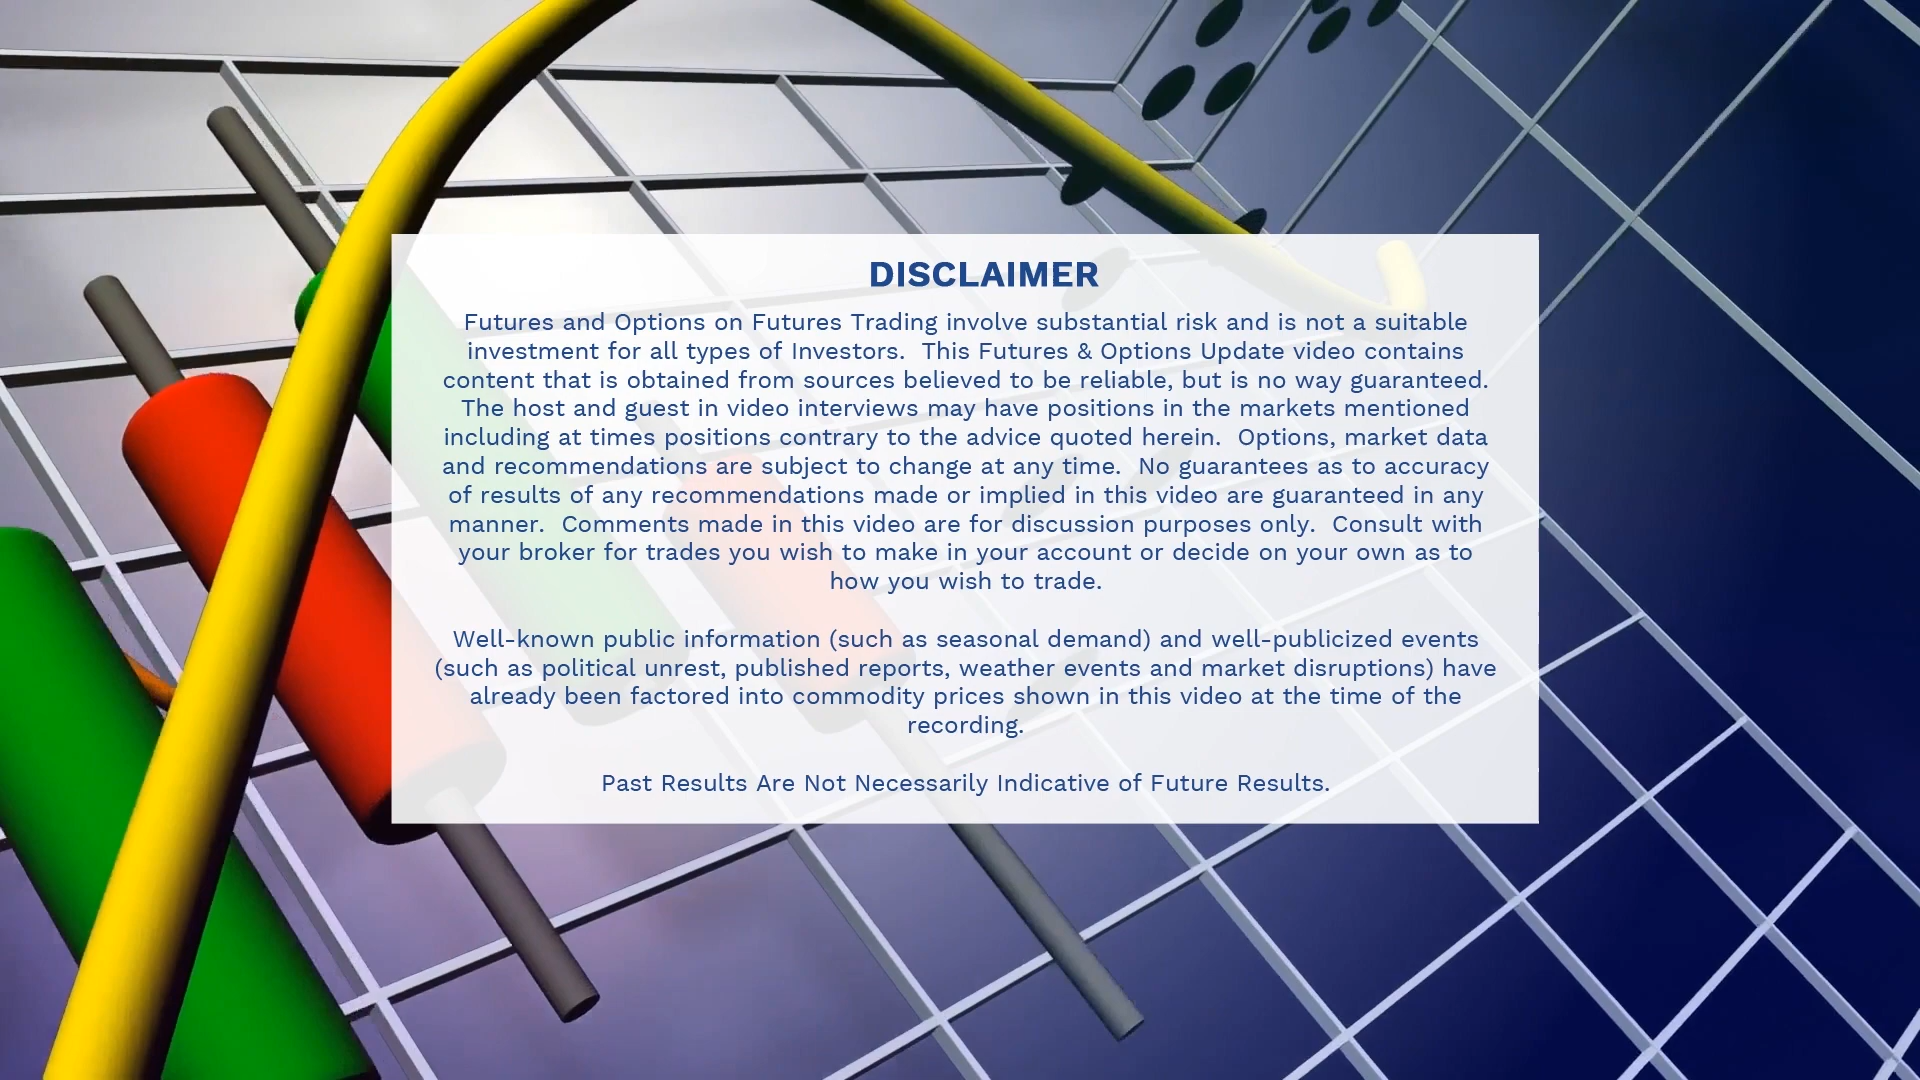 DISCLAIMER
Futures and Options on Futures Trading involve substantial risk and is not a suitable
investment for all types of Investors.  This Futures & Options Update video contains
content that is obtained from sources believed to be reliable, but is no way guaranteed.
The host and guest in video interviews may have positions in the markets mentioned
including at times positions contrary to the advice quoted herein.  Options, market data
and recommendations are subject to change at any time.  No guarantees as to accuracy
of results of any recommendations made or implied in this video are guaranteed in any
manner.  Comments made in this video are for discussion purposes only.  Consult with
your broker for trades you wish to make in your account or decide on your own as to
how you wish to trade.
Well-known public information (such as seasonal demand) and well-publicized events
(such as political unrest, published reports, weather events and market disruptions) have
already been factored into commodity prices shown in this video at the time of the
recording.
Past Results Are Not Necessarily Indicative of Future Results.